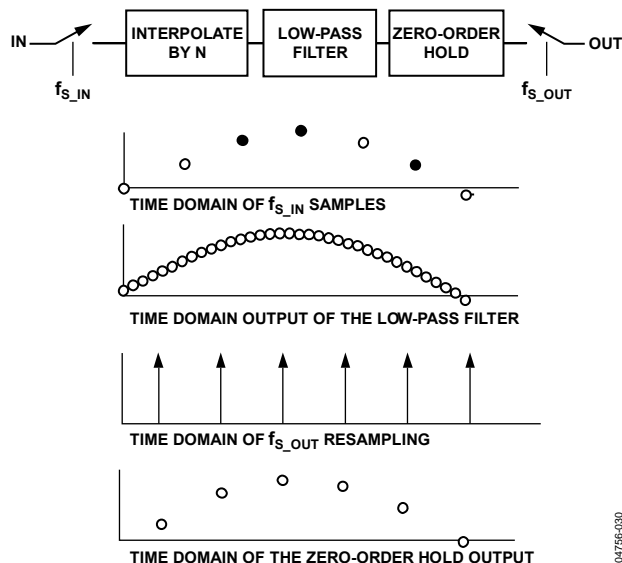 IN
INTERPOLATE
BY N
LOW-PASS
FILTER
ZERO-ORDER
HOLD
OUT
fS_IN
fS_OUT
TIME DOMAIN OF fS_IN SAMPLES
TIME DOMAIN OUTPUT OF THE LOW-PASS FILTER
TIME DOMAIN OF fS_OUT RESAMPLING
TIME DOMAIN OF THE ZERO-ORDER HOLD OUTPUT
04756-030